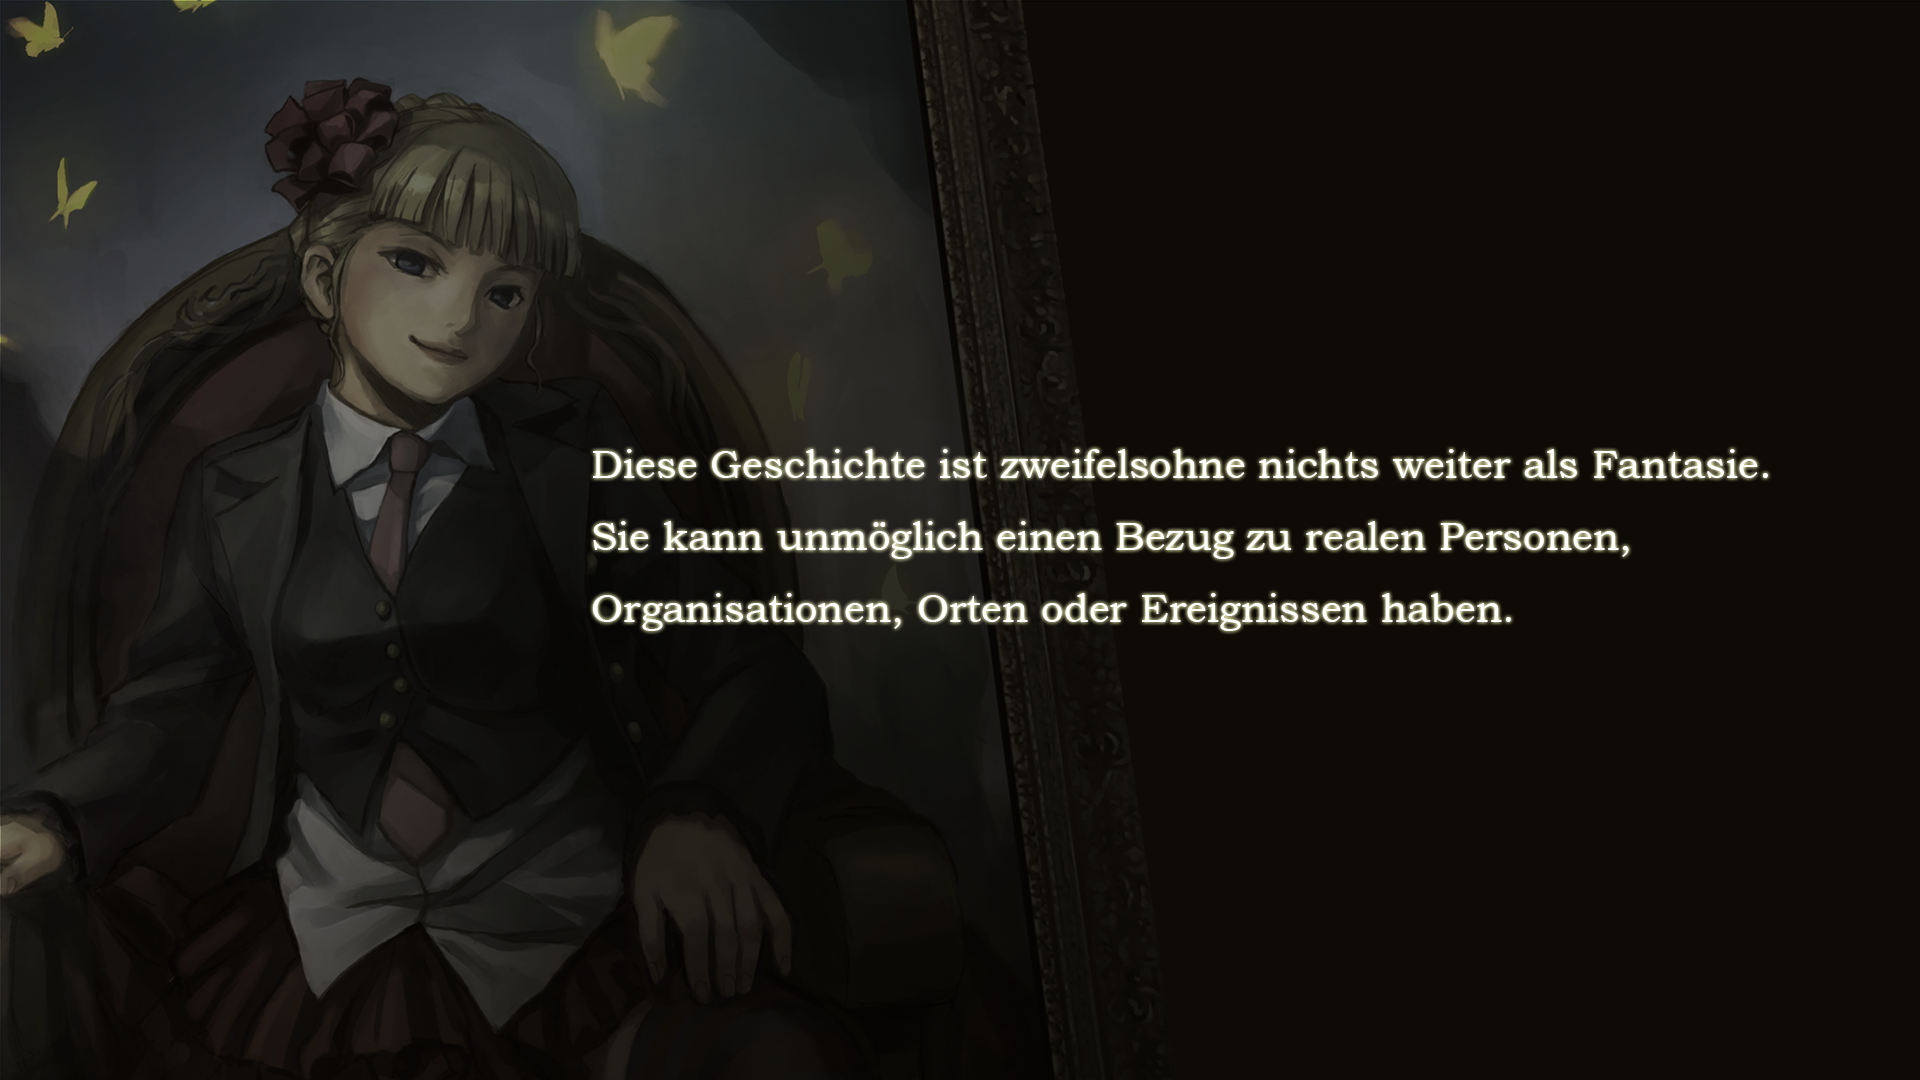 Diese Geschichte ist zweifelsohne nichts weiter als Fantasie.
Sie kann unmöglich einen Bezug zu realen Personen,
Organisationen, Orten oder Ereignissen haben.